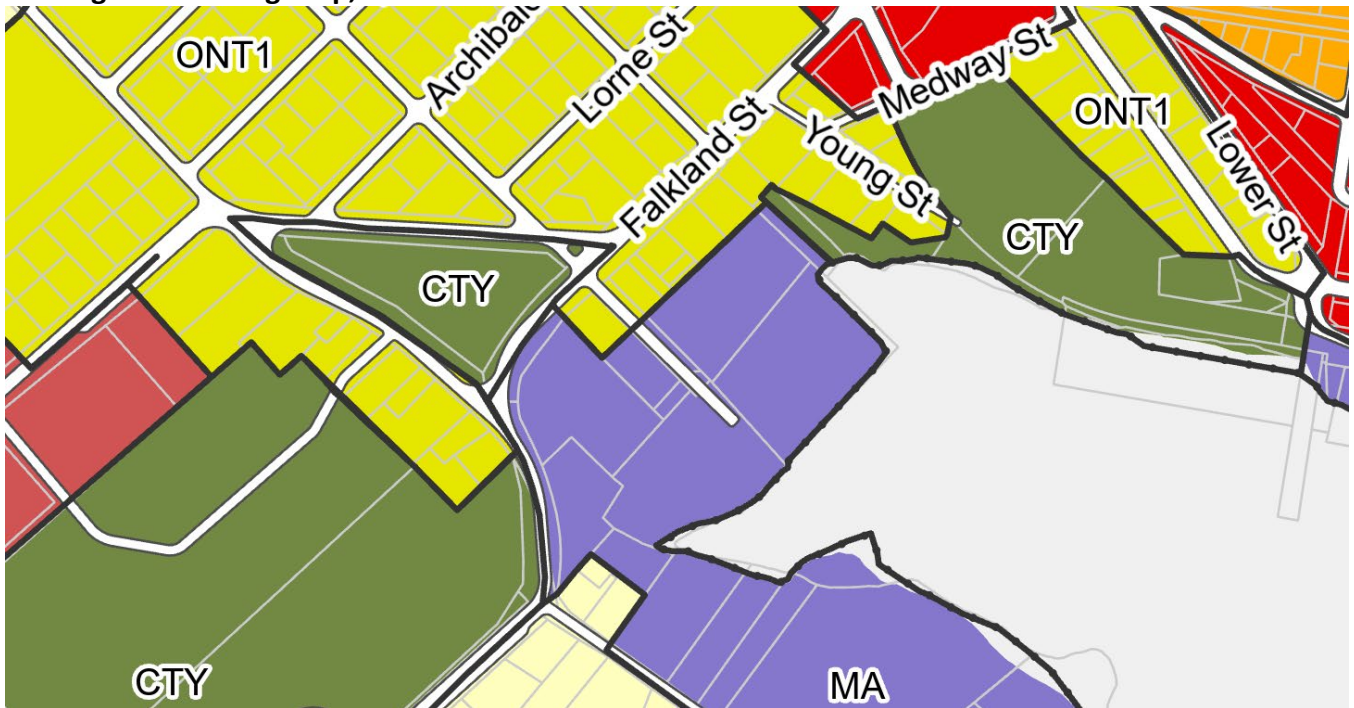 ONT1
Archibald
Lorne St
Falkland St
Medway St
Young St
ONT1
Lower St
CTY
CTY
CTY
MA